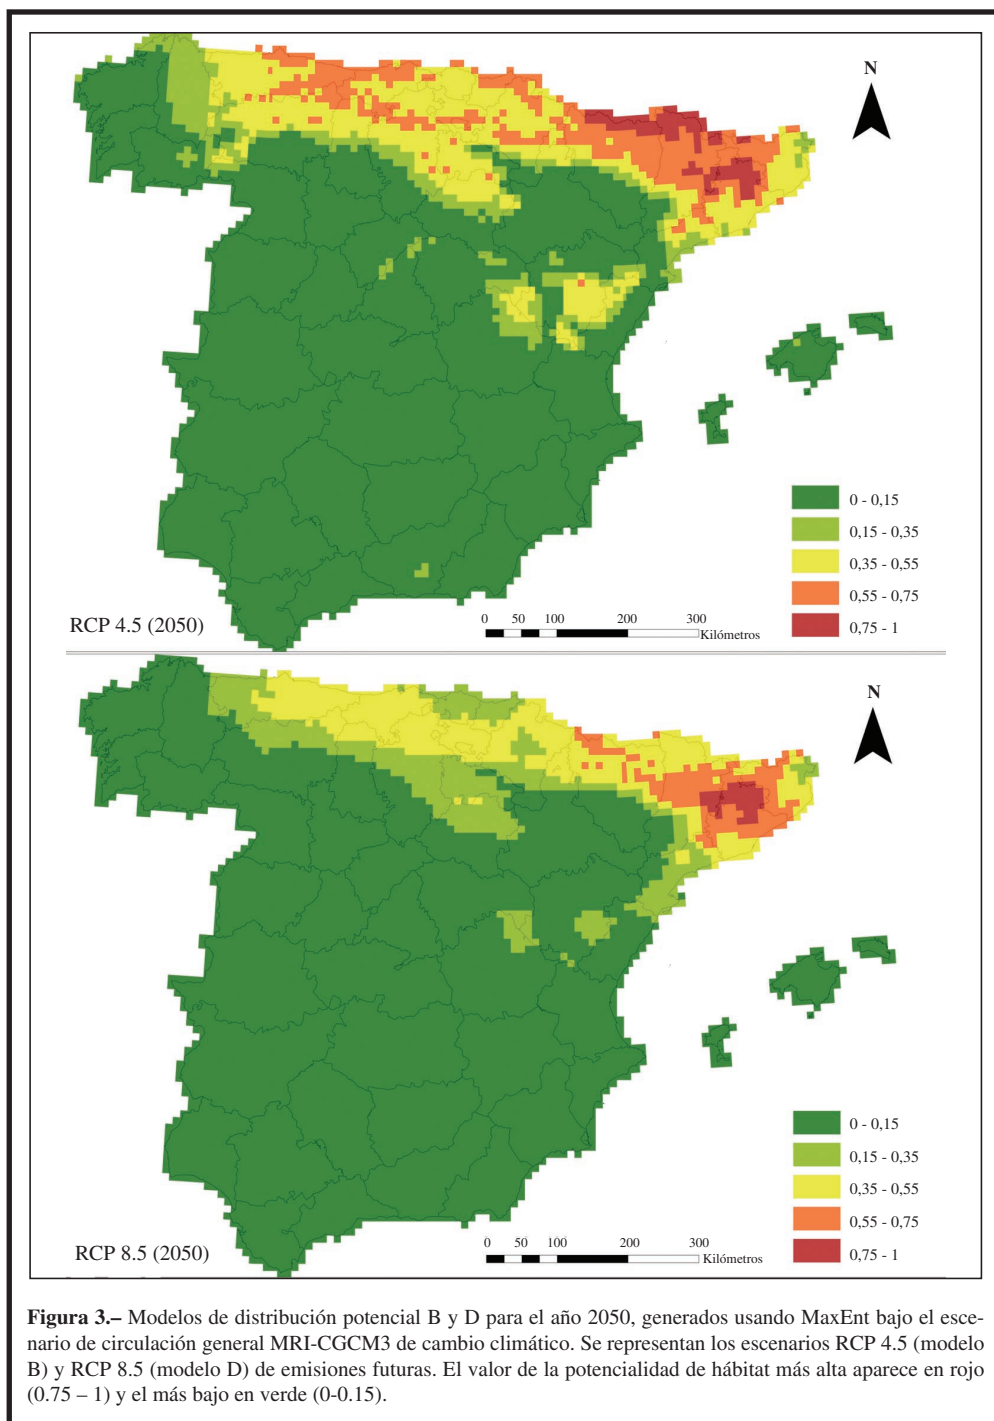 N
0 - 0,15
0,15 - 0,35
0,35 - 0,55
0,55 - 0,75
0,75 - 1
RCP 4.5 (2050)
0 50 100 200 300
Kilómetros
N
0 - 0,15
0,15 - 0,35
0,35 - 0,55
0,55 - 0,75
0,75 - 1
RCP 8.5 (2050)
0 50 100 200 300
Kilómetros
Figura 3.– Modelos de distribución potencial B y D para el año 2050, generados usando MaxEnt bajo el esce-
nario de circulación general MRI-CGCM3 de cambio climático. Se representan los escenarios RCP 4.5 (modelo
B) y RCP 8.5 (modelo D) de emisiones futuras. El valor de la potencialidad de hábitat más alta aparece en rojo
(0.75 – 1) y el más bajo en verde (0-0.15).